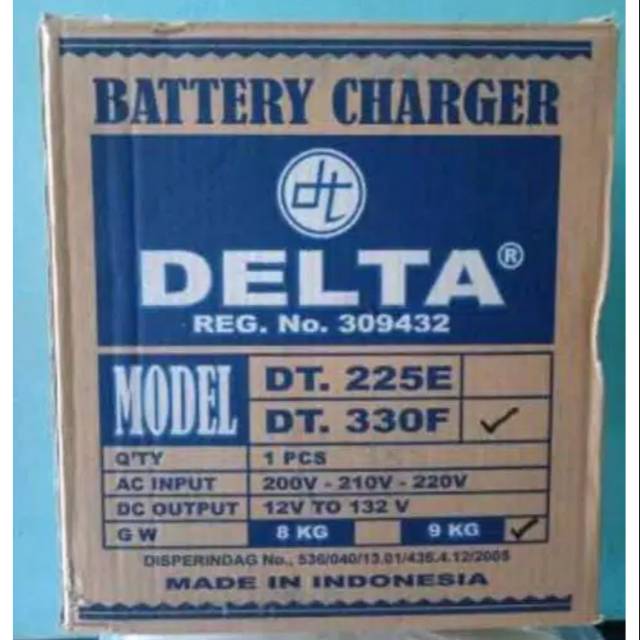 BATTERY CHARGER
dt
DELTA®
REG. No. 309432
MODEL
DT. 225E
DT. 330F ✓
Q'TY 1 PCS
AC INPUT 200V - 210V - 220V
DC OUTPUT 12V TO 132 V
G W 8 KG 9 KG ✓
DISPERINDAG No., 536/040/13.01/436.4.12/2005
MADE IN INDONESIA